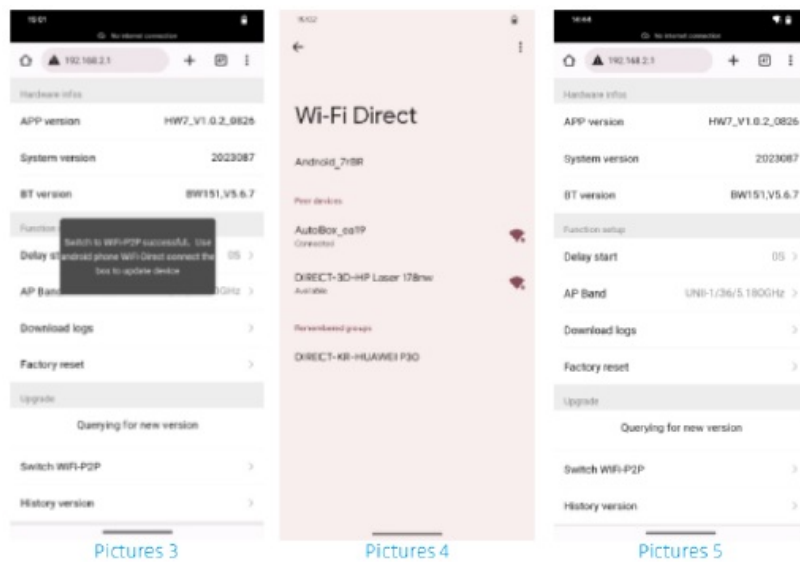 15:01
No internet connection
192.168.2.1
Hardware infos
APP version HW7_V1.0.2_0826
System version 2023087
BT version BW151,V5.6.7
Function
Switch to WiFi-P2P successful, Use
Delay st android phone WiFi Direct connect the 0S
box to update device
AP Band
Download logs
Factory reset
Upgrade
Querying for new version
Switch WiFi-P2P
History version
Pictures 3
15:02
Wi-Fi Direct
Android_7rBR
Peer devices
AutoBox_ea19
Connected
DIRECT-3D-HP Laser 178nw
Available
Remembered groups
DIRECT-KR-HUAWEI P30
Pictures 4
No internet connection
192.168.2.1
Hardware infos
APP version HW7_V1.0.2_0826
System version 2023087
BT version BW151,V5.6.7
Function setup
Delay start 0S
AP Band UNII-1/36/5.180GHz
Download logs
Factory reset
Upgrade
Querying for new version
Switch WiFi-P2P
History version
Pictures 5